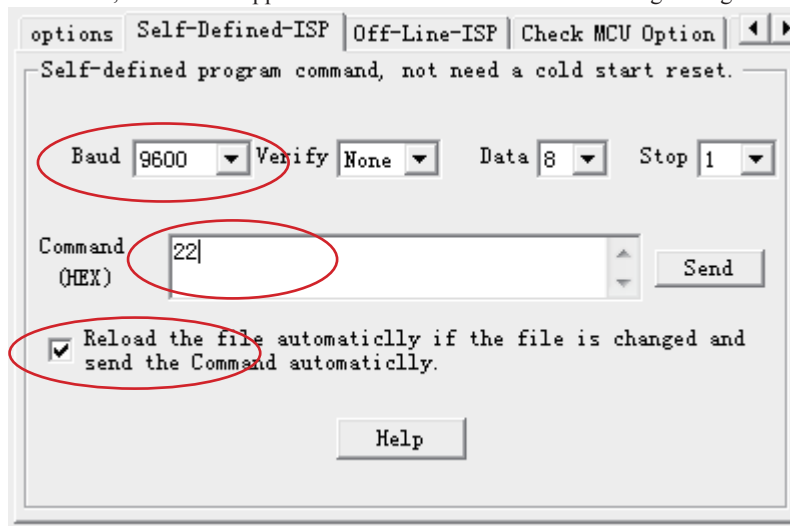 options Self-Defined-ISP Off-Line-ISP Check MCU Option
Self-defined program command, not need a cold start reset.
Baud 9600 Verify None Data 8 Stop 1
Command 22 Send
(HEX)
Reload the file automaticlly if the file is changed and
send the Command automaticlly.
Help